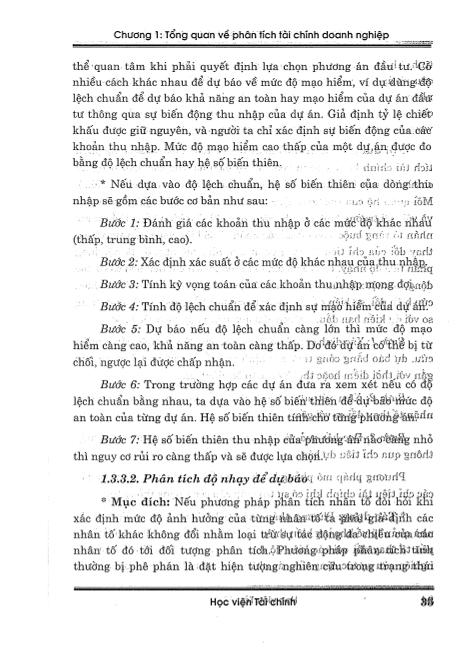 Chương 1: Tổng quan về phân tích tài chính doanh nghiệp
thể quan tâm khi phải quyết định lựa chọn phương án đầu tư. Có
nhiều cách khác nhau để dự báo về mức độ mạo hiểm, ví dụ dùng độ
lệch chuẩn để dự báo khả năng an toàn hay mạo hiểm của dự án đầu
tư thông qua sự biến động thu nhập của dự án. Giả định tỷ lệ chiết
khấu được giữ nguyên, và người ta chỉ xác định sự biến động của các
khoản thu nhập. Mức độ mạo hiểm cao thấp của một dự án được đo
bằng độ lệch chuẩn hay hệ số biến thiên.
* Nếu dựa vào độ lệch chuẩn, hệ số biến thiên của dòng thu
nhập sẽ gồm các bước cơ bản như sau:
Bước 1: Đánh giá các khoản thu nhập ở các mức độ khác nhau
(thấp, trung bình, cao).
Bước 2: Xác định xác suất ở các mức độ khác nhau của thu nhập.
Bước 3: Tính kỳ vọng toán của các khoản thu nhập mong đợi.
Bước 4: Tính độ lệch chuẩn để xác định sự mạo hiểm của dự án.
Bước 5: Dự báo nếu độ lệch chuẩn càng lớn thì mức độ mạo
hiểm càng cao, khả năng an toàn càng thấp. Do đó dự án có thể bị từ
chối, ngược lại được chấp nhận.
Bước 6: Trong trường hợp các dự án đưa ra xem xét nếu có độ
lệch chuẩn bằng nhau, ta dựa vào hệ số biến thiên để dự báo mức độ
an toàn của từng dự án. Hệ số biến thiên tính cho từng phương án.
Bước 7: Hệ số biến thiên thu nhập của phương án nào càng nhỏ
thì nguy cơ rủi ro càng thấp và sẽ được lựa chọn.
1.3.3.2. Phân tích độ nhạy để dự báo
* Mục đích: Nếu phương pháp phân tích nhân tố đòi hỏi khi
xác định mức độ ảnh hưởng của từng nhân tố ta phải giả định các
nhân tố khác không đổi nhằm loại trừ sự tác động đa chiều của các
nhân tố đó tới đối tượng phân tích. Phương pháp phân tích này
thường bị phê phán là đặt hiện tượng nghiên cứu trong trạng thái
Học viện Tài chính